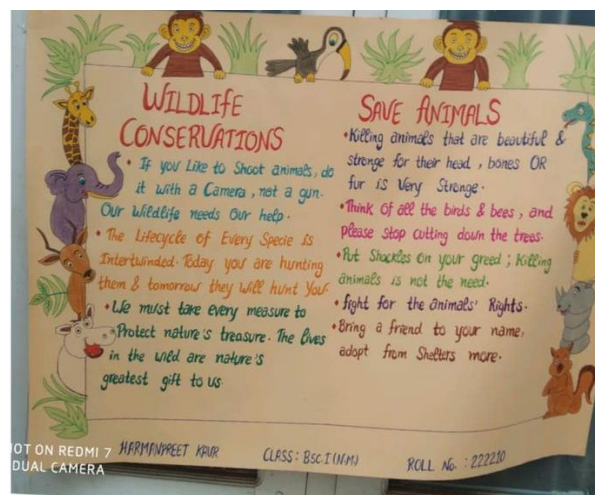 WILDLIFE
CONSERVATIONS
• If you Like to Shoot animals, do
it with a Camera, not a gun.
Our Wildlife needs Our help.
• The Lifecycle of Every Specie is
Intertwinded. Today you are hunting
them & tomorrow they Will hunt You.
• We must take every measure to
Protect nature's treasure. The lives
in the wild are nature's
greatest gift to us.
SAVE ANIMALS
• Killing animals that are beautiful &
stronge for their head, bones OR
fur is Very Stronge.
• Think of all the birds & bees, and
please Stop cutting down the trees.
• Put Shackles On your greed; Killing
animals is not the need.
• fight for the animals' Rights.
• Bring a friend to your name,
adopt from Shelters more.
HARMANPREET KAUR
CLASS: BSC.I (N.M)
ROLL No.: 222210
OT ON REDMI 7
DUAL CAMERA